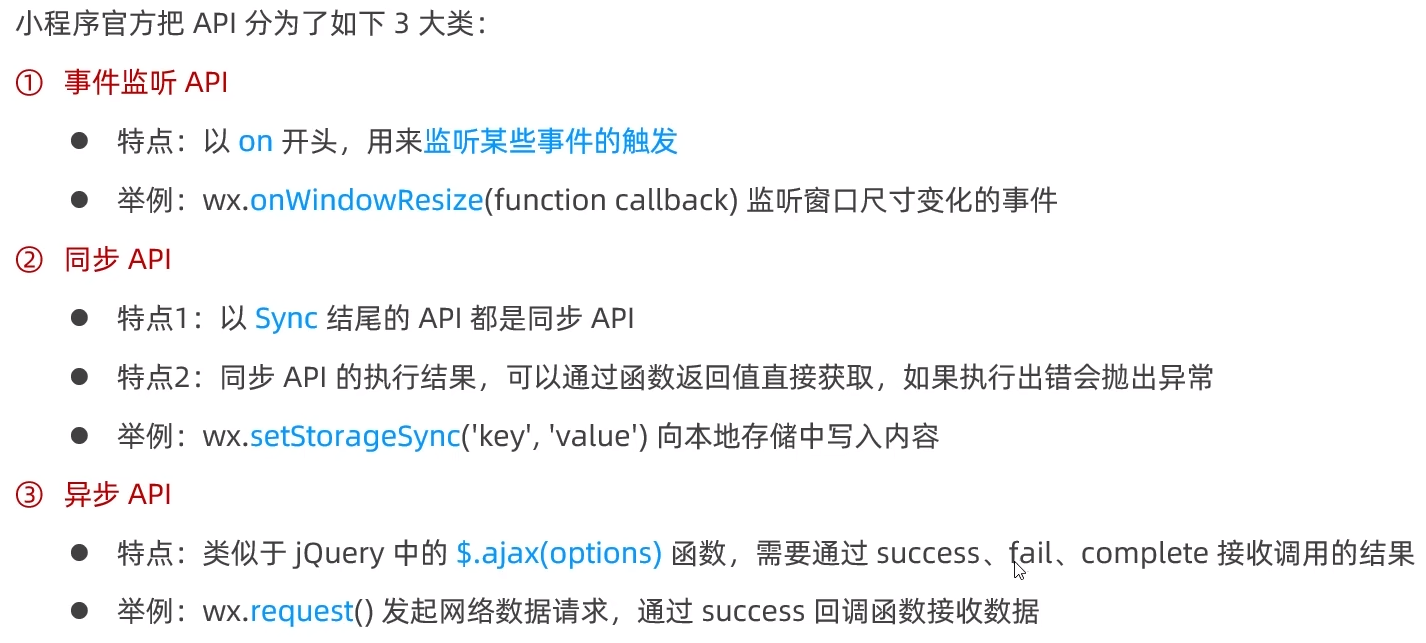 小程序官方把 API 分为了如下 3 大类：
① 事件监听 API
● 特点：以 on 开头，用来监听某些事件的触发
● 举例：wx.onWindowResize(function callback) 监听窗口尺寸变化的事件
② 同步 API
● 特点1：以 Sync 结尾的 API 都是同步 API
● 特点2：同步 API 的执行结果，可以通过函数返回值直接获取，如果执行出错会抛出异常
● 举例：wx.setStorageSync('key', 'value') 向本地存储中写入内容
③ 异步 API
● 特点：类似于 jQuery 中的 $.ajax(options) 函数，需要通过 success、fail、complete 接收调用的结果
● 举例：wx.request() 发起网络数据请求，通过 success 回调函数接收数据